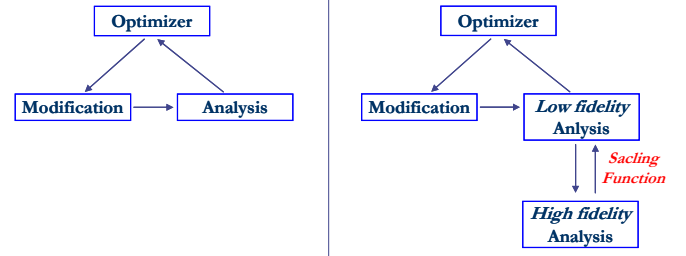 Optimizer
Modification
Analysis
Optimizer
Modification
Low fidelity
Anlysis
Sacling
Function
High fidelity
Analysis